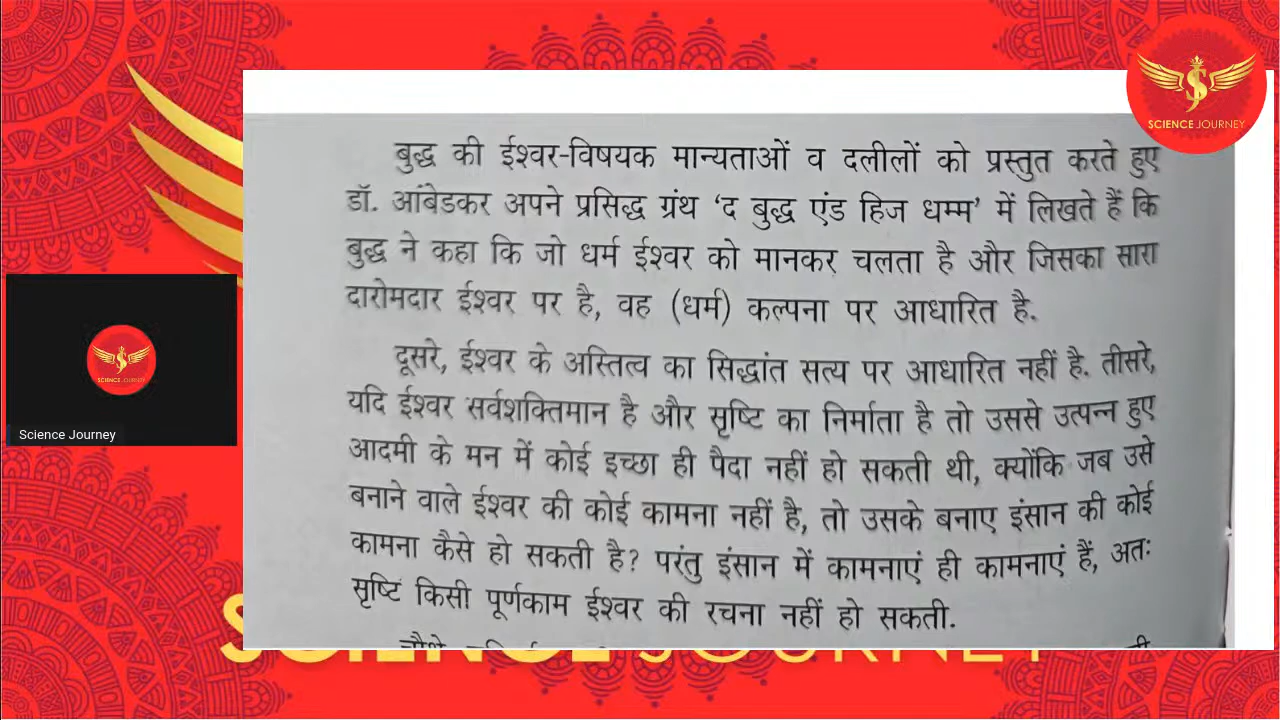 SCIENCE JOURNEY
बुद्ध की ईश्वर-विषयक मान्यताओं व दलीलों को प्रस्तुत करते हुए
डॉ. आंबेडकर अपने प्रसिद्ध ग्रंथ ‘द बुद्ध एंड हिज धम्म’ में लिखते हैं कि
बुद्ध ने कहा कि जो धर्म ईश्वर को मानकर चलता है और जिसका सारा
दारोमदार ईश्वर पर है, वह (धर्म) कल्पना पर आधारित है.
दूसरे, ईश्वर के अस्तित्व का सिद्धांत सत्य पर आधारित नहीं है. तीसरे,
यदि ईश्वर सर्वशक्तिमान है और सृष्टि का निर्माता है तो उससे उत्पन्न हुए
आदमी के मन में कोई इच्छा ही पैदा नहीं हो सकती थी, क्योंकि जब उसे
बनाने वाले ईश्वर की कोई कामना नहीं है, तो उसके बनाए इंसान की कोई
कामना कैसे हो सकती है? परंतु इंसान में कामनाएं ही कामनाएं हैं, अतः
सृष्टि किसी पूर्णकाम ईश्वर की रचना नहीं हो सकती.
SCIENCE JOURNEY
Science Journey
SCIENCE JOURNEY